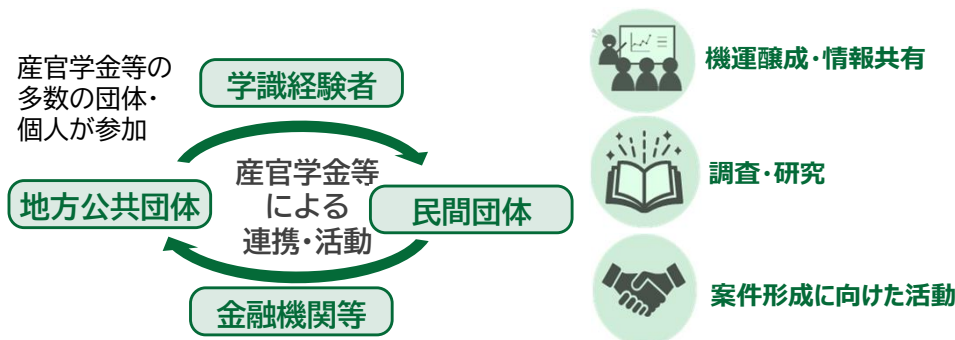 産官学金等の
多数の団体・
個人が参加
学識経験者
地方公共団体
産官学金等
による
連携・活動
民間団体
金融機関等
機運醸成・情報共有
調査・研究
案件形成に向けた活動